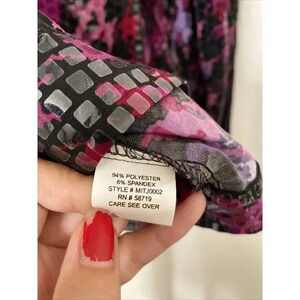 94% POLYESTER
6% SPANDEX
STYLE # MITJ0002
RN # 58719
CARE SEE OVER